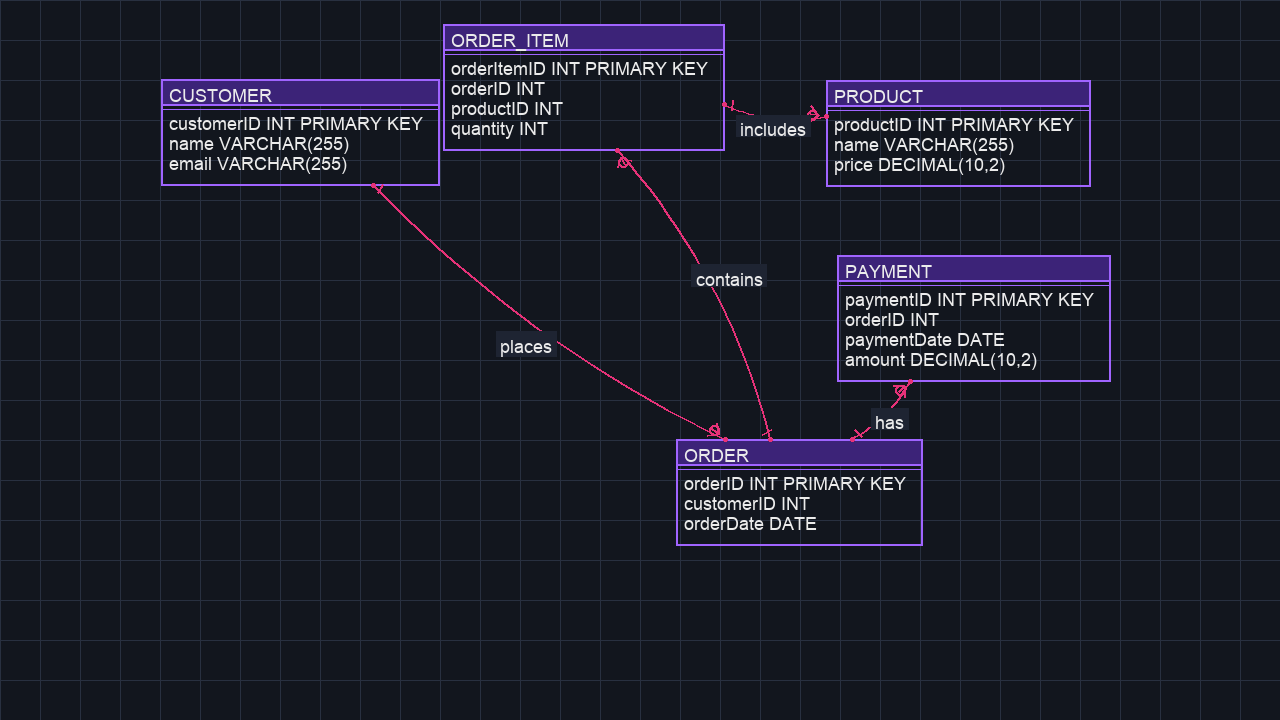 ORDER_ITEM
orderItemID INT PRIMARY KEY
orderID INT
productID INT
quantity INT
CUSTOMER
customerID INT PRIMARY KEY
name VARCHAR(255)
email VARCHAR(255)
includes
PRODUCT
productID INT PRIMARY KEY
name VARCHAR(255)
price DECIMAL(10,2)
contains
PAYMENT
paymentID INT PRIMARY KEY
orderID INT
paymentDate DATE
amount DECIMAL(10,2)
places
has
ORDER
orderID INT PRIMARY KEY
customerID INT
orderDate DATE